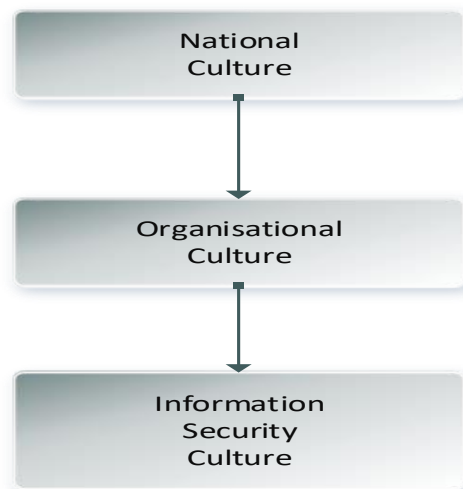 National
Culture
Organisational
Culture
Information
Security
Culture